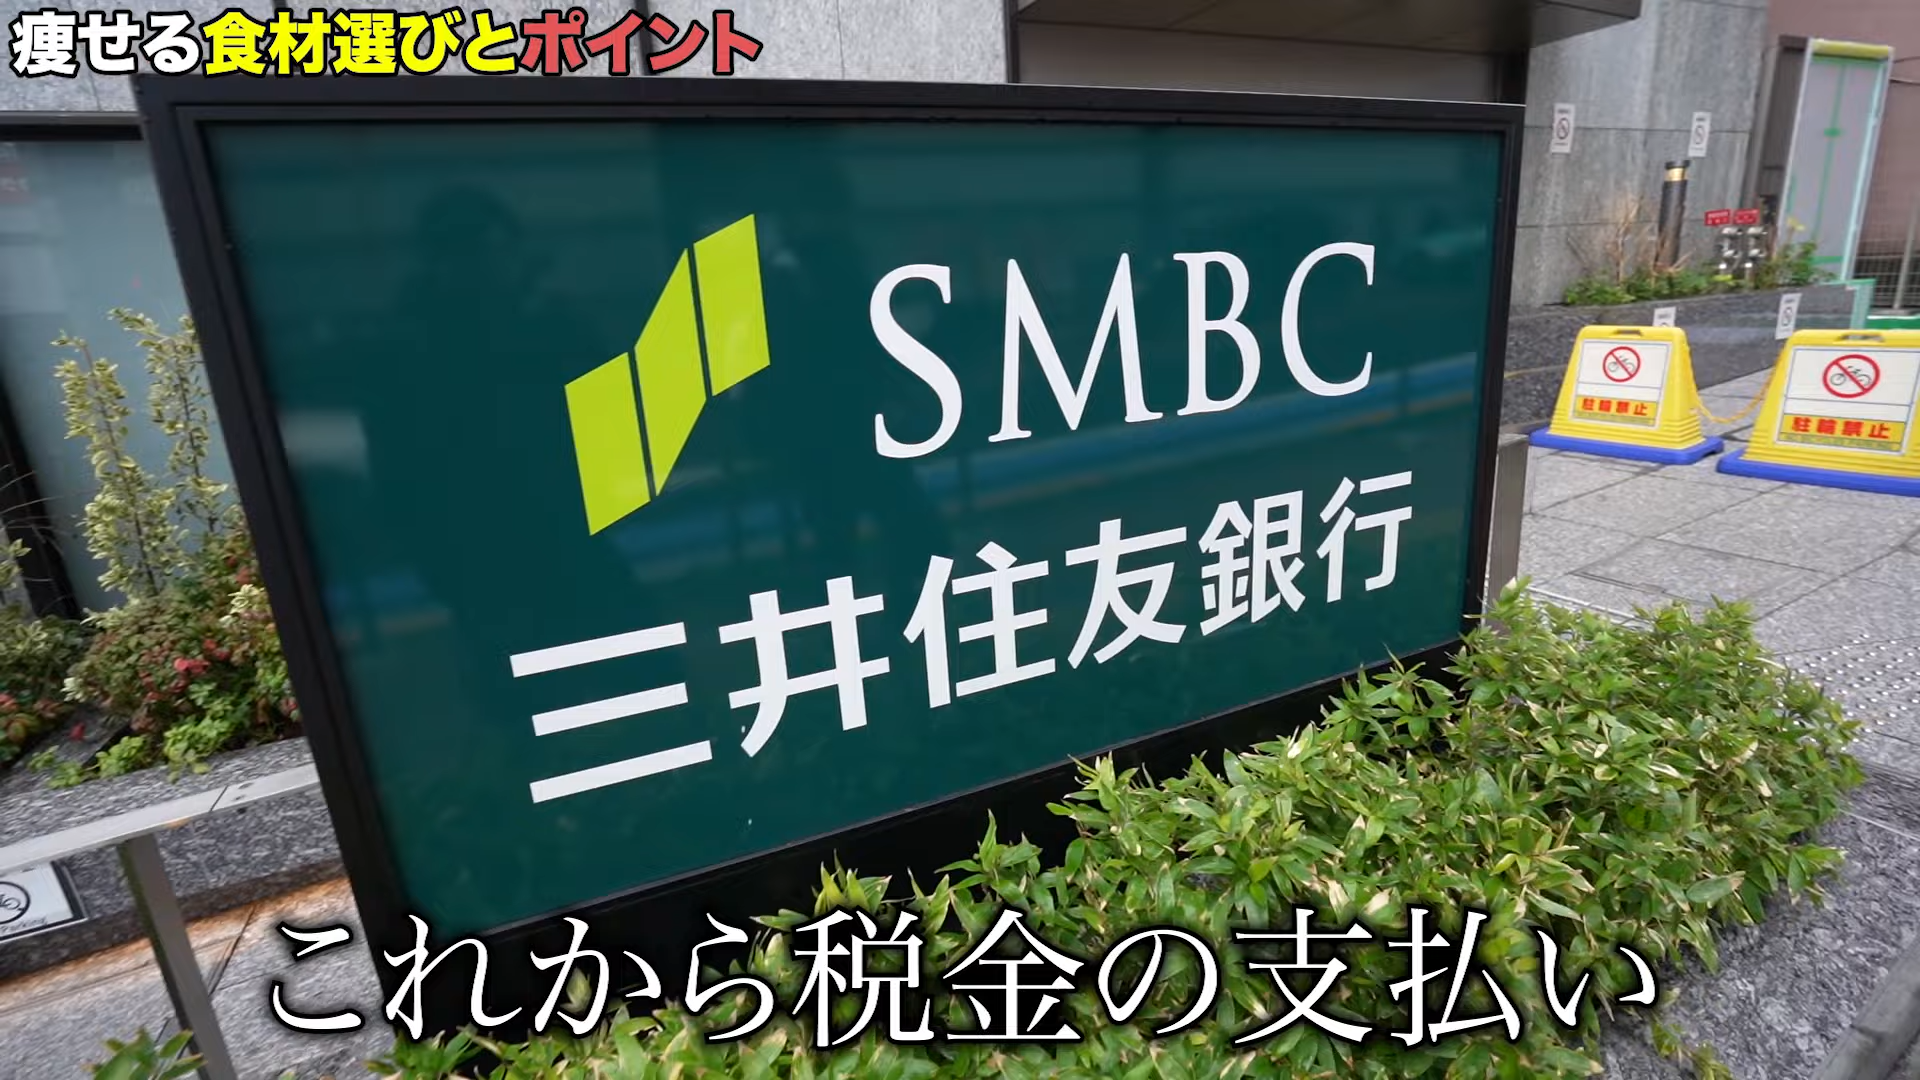 痩せる食材選びとポイント
SMBC
三井住友銀行
駐輪禁止
駐輪禁止
これから税金の支払い